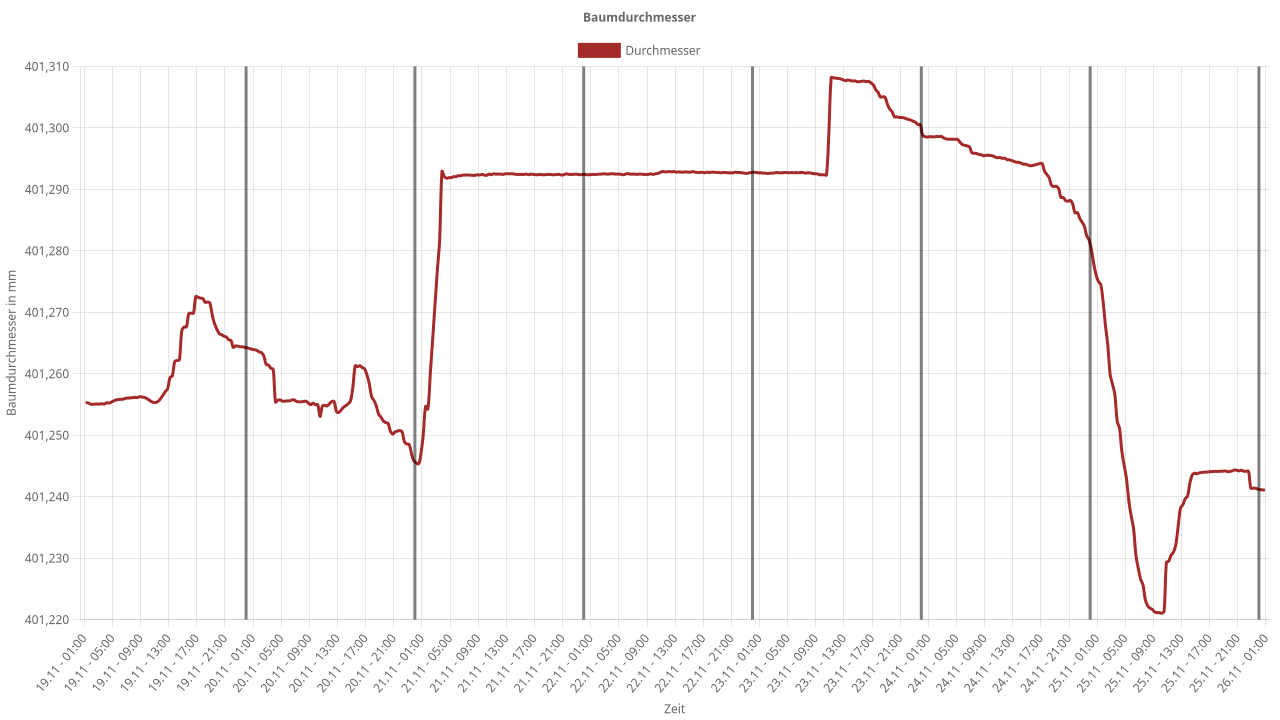 Baumdurchmesser
Durchmesser
401,310
401,300
401,290
401,280
401,270
401,260
401,250
401,240
401,230
401,220
Baumdurchmesser in mm
19.11 - 01:00
19.11 - 05:00
19.11 - 09:00
19.11 - 13:00
19.11 - 17:00
19.11 - 21:00
20.11 - 01:00
20.11 - 05:00
20.11 - 09:00
20.11 - 13:00
20.11 - 17:00
20.11 - 21:00
21.11 - 01:00
21.11 - 05:00
21.11 - 09:00
21.11 - 13:00
21.11 - 17:00
21.11 - 21:00
22.11 - 01:00
22.11 - 05:00
22.11 - 09:00
22.11 - 13:00
22.11 - 17:00
22.11 - 21:00
23.11 - 01:00
23.11 - 05:00
23.11 - 09:00
23.11 - 13:00
23.11 - 17:00
23.11 - 21:00
24.11 - 01:00
24.11 - 05:00
24.11 - 09:00
24.11 - 13:00
24.11 - 17:00
24.11 - 21:00
25.11 - 01:00
25.11 - 05:00
25.11 - 09:00
25.11 - 13:00
25.11 - 17:00
25.11 - 21:00
26.11 - 01:00
Zeit